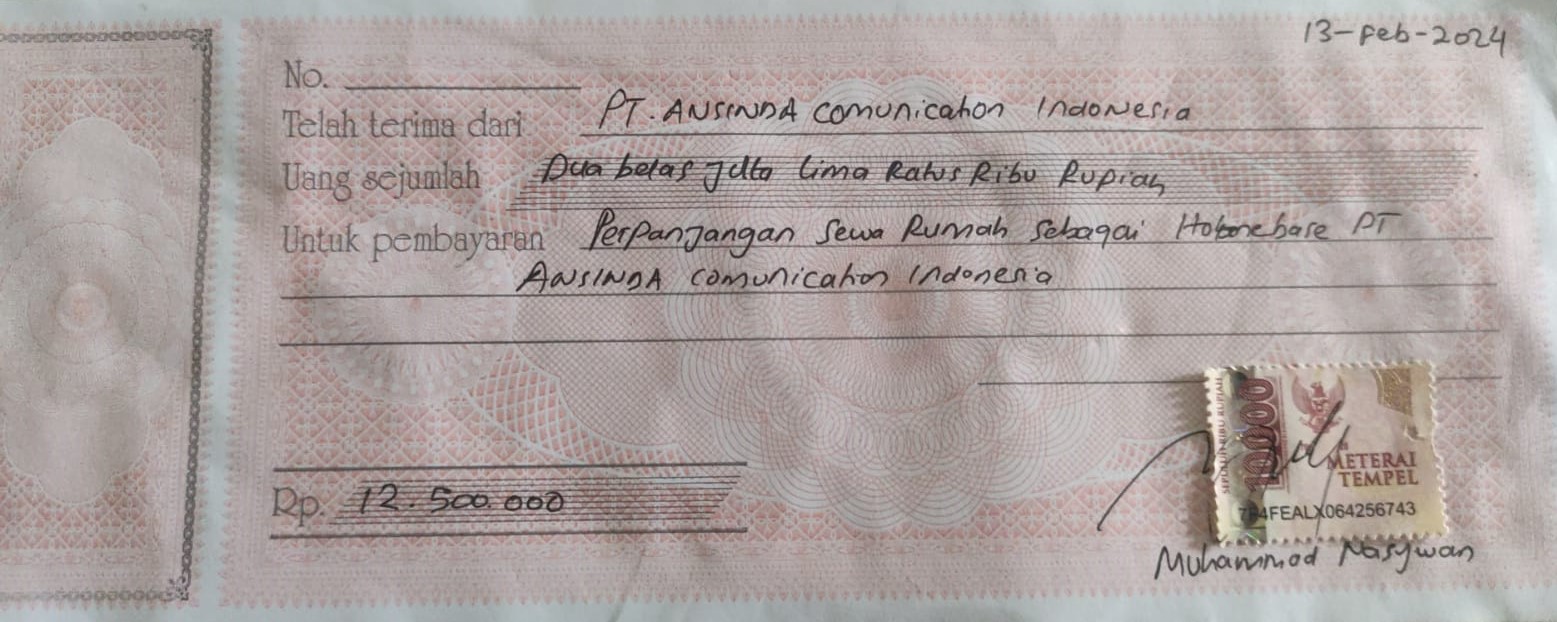 13-Feb-2024
No.
Telah terima dari PT. ANSINDA Comunication Indonesia
Uang sejumlah Dua belas juta lima Ratus Ribu Rupiah
Untuk pembayaran Perpanjangan Sewa Rumah Sebagai base PT
ANSINDA Comunication Indonesia
SEPULUH RIBU RUPIAH
10000
METERAI
TEMPEL
FEALX064256743
Rp. 12.500.000
Muhammad Nasywan